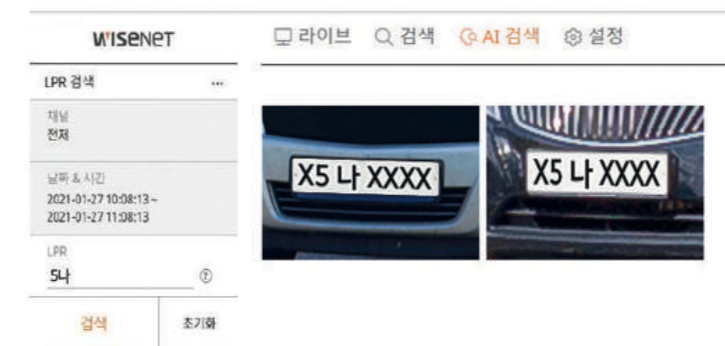 WISENET
라이브 검색 AI 검색 설정
LPR 검색 ...
채널
전체
날짜 & 시간
2021-01-27 10:08:13 ~
2021-01-27 11:08:13
LPR
5나 ?
검색 초기화
X5 나 XXXX
X5 나 XXXX